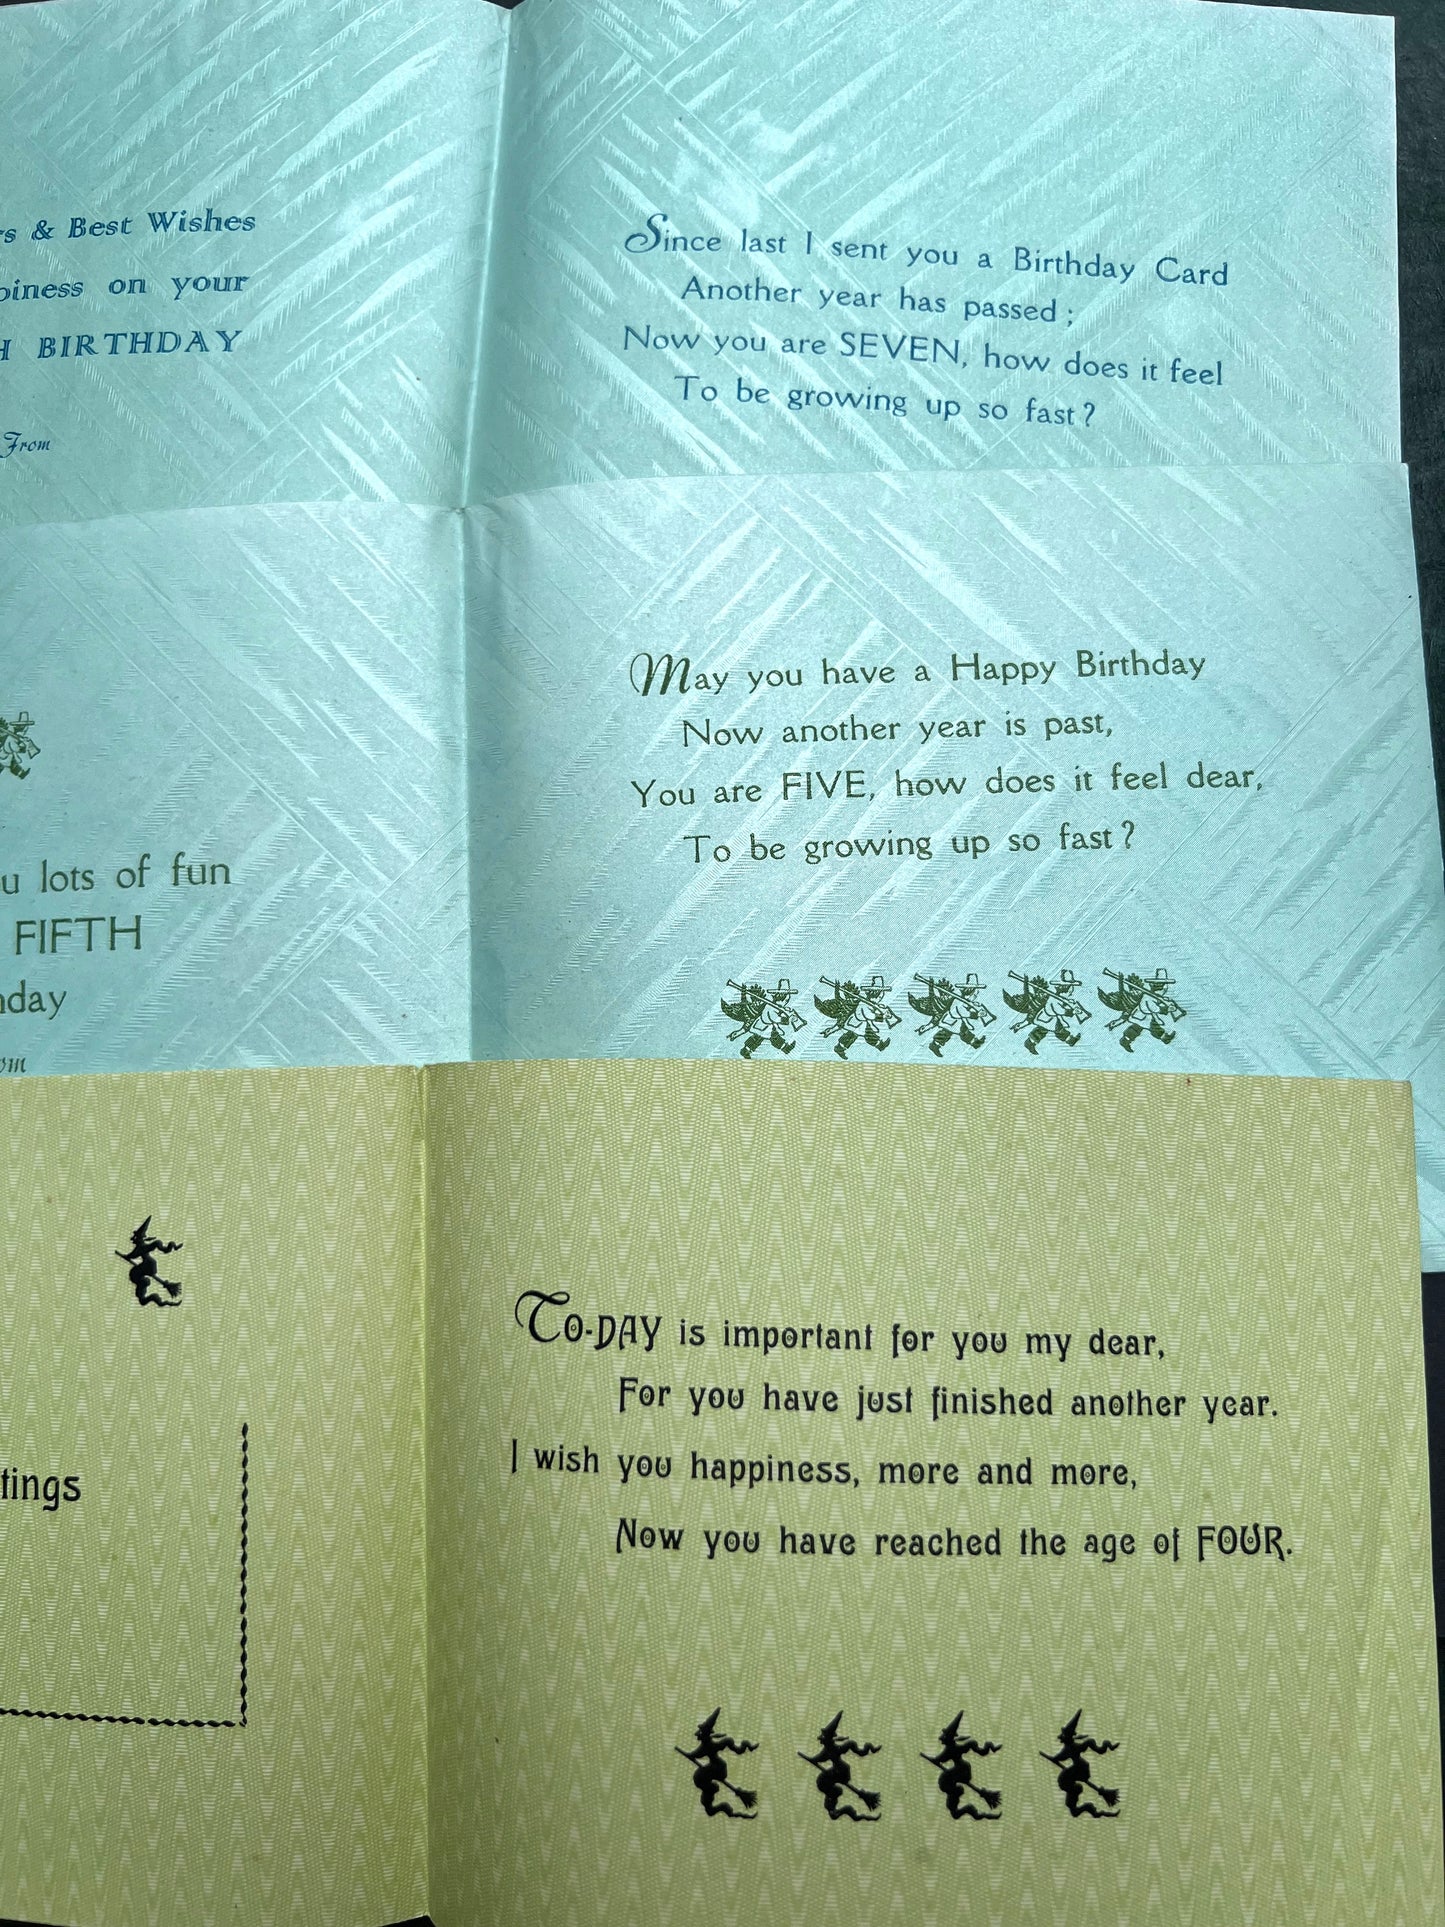 & Best Wishes
on your
BIRTHDAY
From
Since last I sent you a Birthday Card
Another year has passed ;
Now you are SEVEN, how does it feel
To be growing up so fast ?
lots of fun
FIFTH
May you have a Happy Birthday
Now another year is past,
You are FIVE, how does it feel dear,
To be growing up so fast ?
TO-DAY is important for you my dear,
For you have just finished another year.
I wish you happiness, more and more,
Now you have reached the age of FOUR.